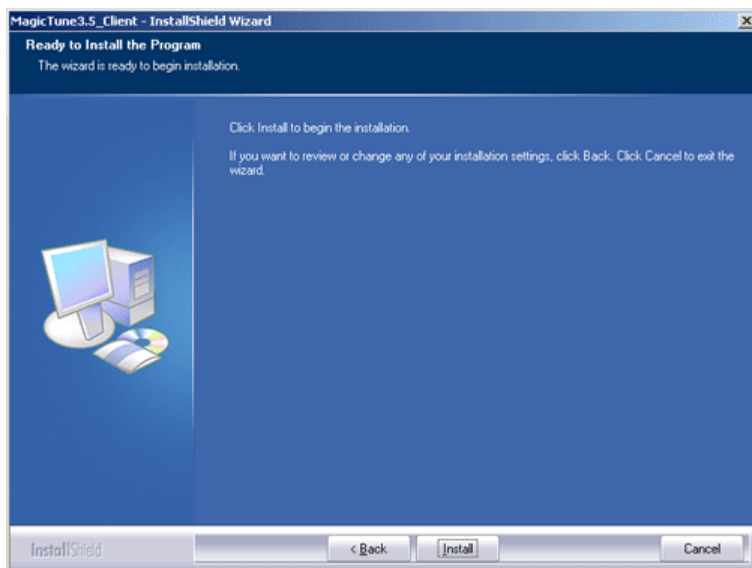 MagicTune3.5_Client - InstallShield Wizard
Ready to Install the Program
The wizard is ready to begin installation.
Click Install to begin the installation.
If you want to review or change any of your installation settings, click Back. Click Cancel to exit the
wizard.
InstallShield
< Back
Install
Cancel